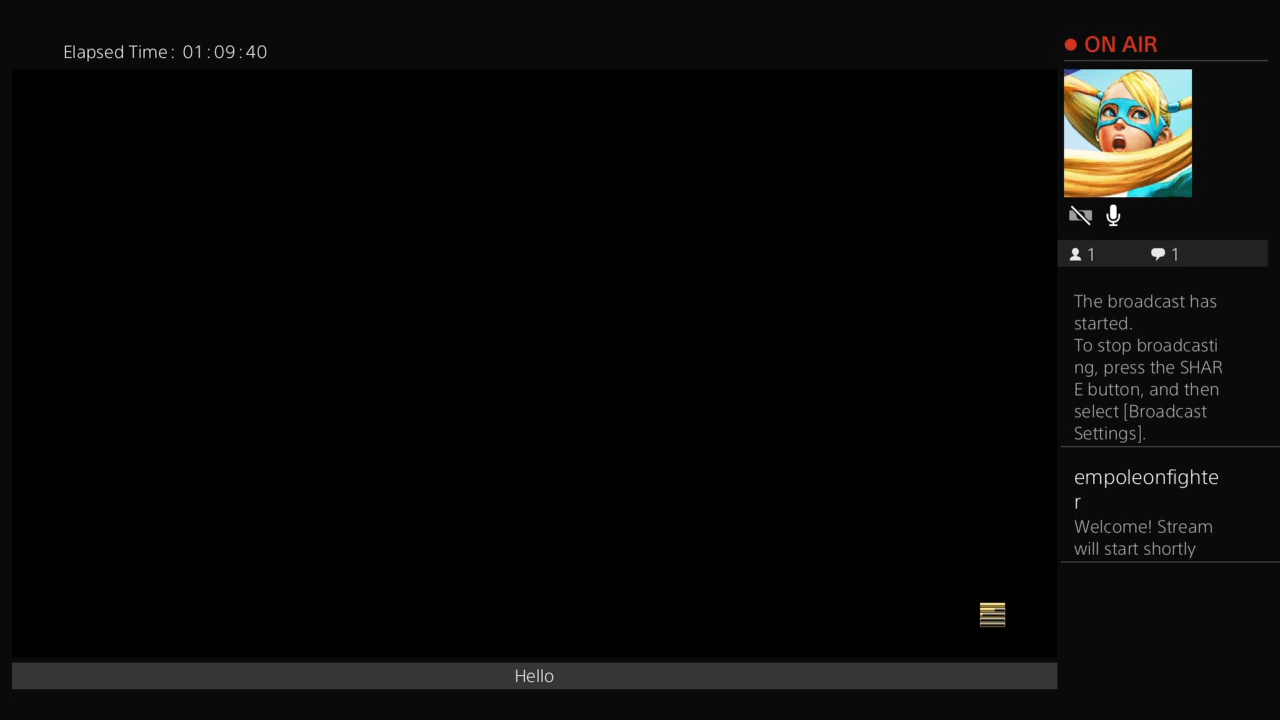 Elapsed Time: 01:09:40
ON AIR
1 1
The broadcast has
started.
To stop broadcasti
ng, press the SHAR
E button, and then
select [Broadcast
Settings].
empoleonfighte
r
Welcome! Stream
will start shortly
Hello